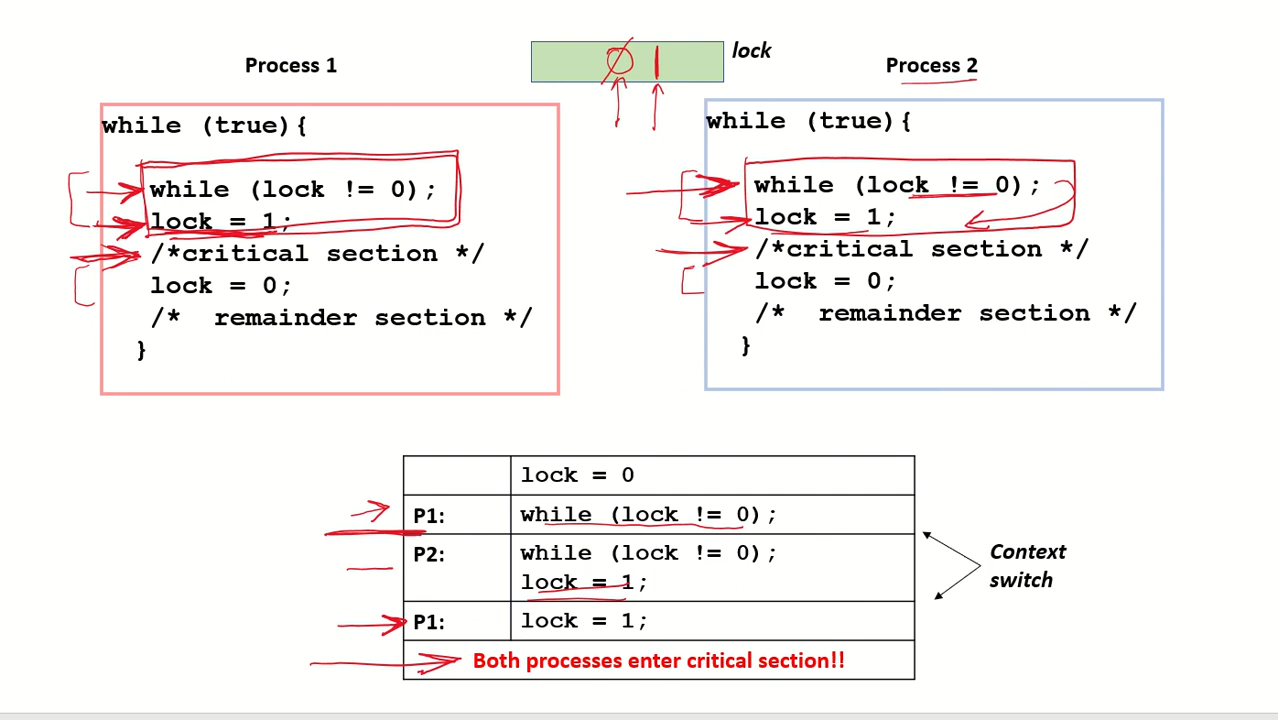 lock
0 1
Process 1
Process 2
while (true){
while (lock != 0);
lock = 1;
/*critical section */
lock = 0;
/* remainder section */
}
while (true){
while (lock != 0);
lock = 1;
/*critical section */
lock = 0;
/* remainder section */
}
lock = 0
P1: while (lock != 0);
P2: while (lock != 0);
lock = 1;
P1: lock = 1;
Both processes enter critical section!!
Context
switch